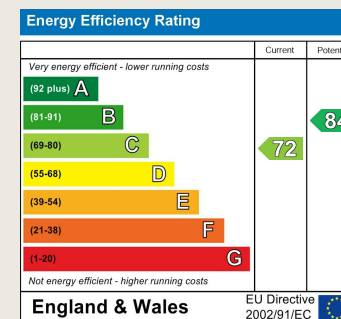 Energy Efficiency Rating
Current
Very energy efficient - lower running costs
(92 plus) A
(81-91) B
84
(69-80) C
72
(55-68) D
(39-54) E
(21-38) F
(1-20) G
Not energy efficient - higher running costs
England & Wales
EU Directive
2002/91/EC